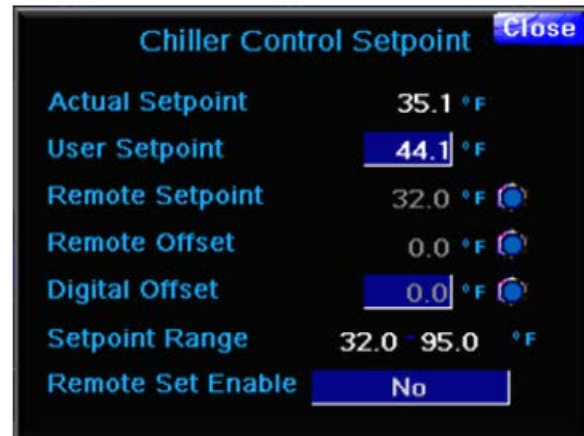 Chiller Control Setpoint Close
Actual Setpoint 35.1 °F
User Setpoint 44.1 °F
Remote Setpoint 32.0 °F
Remote Offset 0.0 °F
Digital Offset 0.0 °F
Setpoint Range 32.0 - 95.0 °F
Remote Set Enable No